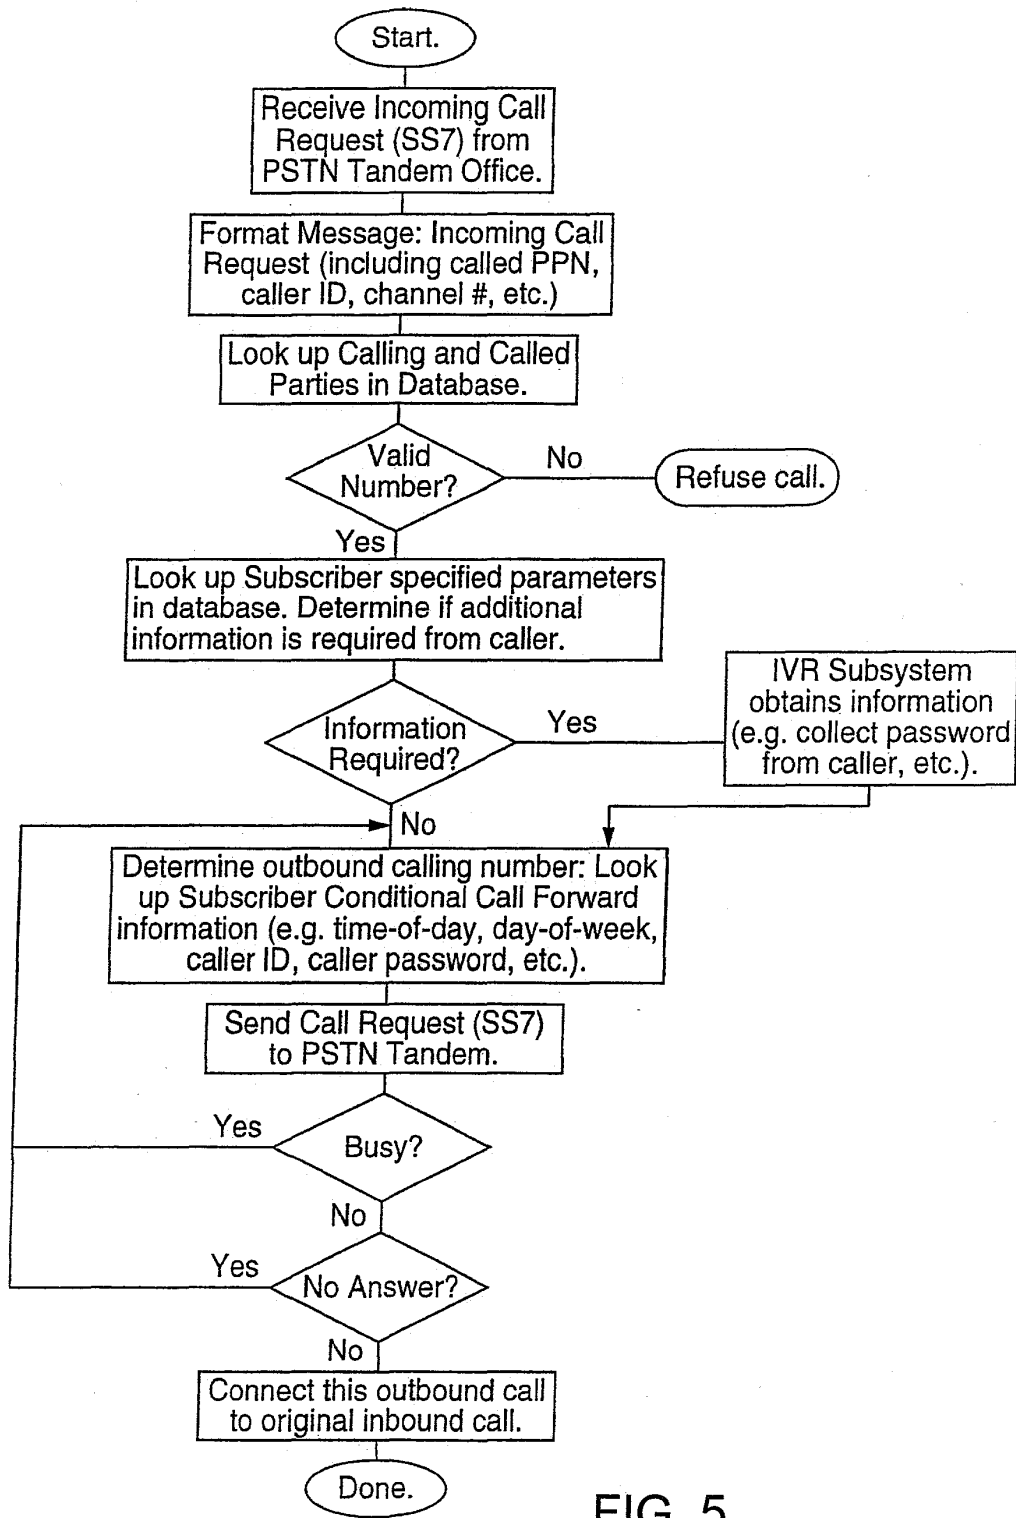 Start.
Receive Incoming Call
Request (SS7) from
PSTN Tandem Office.
Format Message: Incoming Call
Request (including called PPN,
caller ID, channel #, etc.)
Look up Calling and Called
Parties in Database.
Valid
Number?
No
Refuse call.
Yes
Look up Subscriber specified parameters
in database. Determine if additional
information is required from caller.
Information
Required?
Yes
IVR Subsystem
obtains information
(e.g. collect password
from caller, etc.).
No
Determine outbound calling number: Look
up Subscriber Conditional Call Forward
information (e.g. time-of-day, day-of-week,
caller ID, caller password, etc.).
Send Call Request (SS7)
to PSTN Tandem.
Yes
Busy?
No
Yes
No Answer?
No
Connect this outbound call
to original inbound call.
Done.
FIG. 5